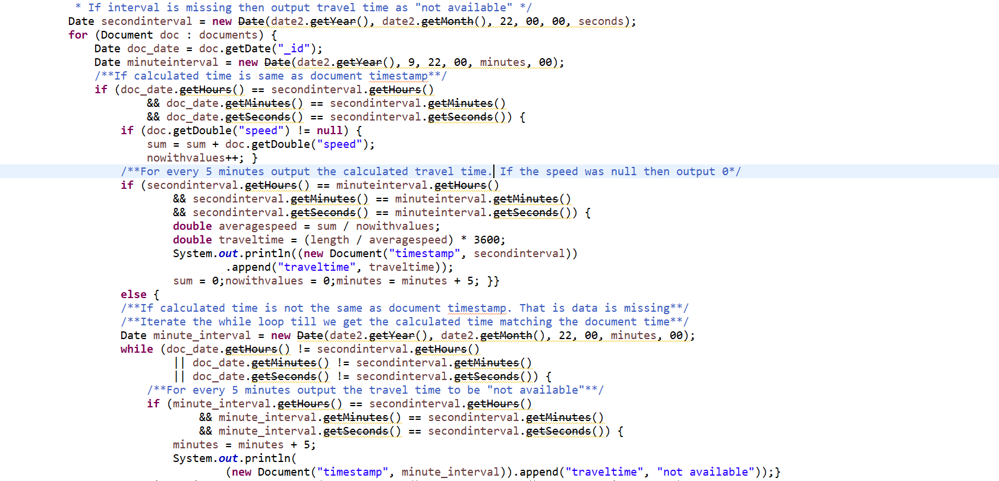 * If interval is missing then output travel time as "not available" */
Date secondinterval = new Date(date2.getYear(), date2.getMonth(), 22, 00, 00, seconds);
for (Document doc : documents) {
Date doc_date = doc.getDate("_id");
Date minuteinterval = new Date(date2.getYear(), 9, 22, 00, minutes, 00);
/**If calculated time is same as document timestamp**/
if (doc_date.getHours() == secondinterval.getHours()
&& doc_date.getMinutes() == secondinterval.getMinutes()
&& doc_date.getSeconds() == secondinterval.getSeconds()) {
if (doc.getDouble("speed") != null) {
sum = sum + doc.getDouble("speed");
nowithvalues++; }
/**For every 5 minutes output the calculated travel time. If the speed was null then output 0*/
if (secondinterval.getHours() == minuteinterval.getHours()
&& secondinterval.getMinutes() == minuteinterval.getMinutes()
&& secondinterval.getSeconds() == minuteinterval.getSeconds()) {
double averagespeed = sum / nowithvalues;
double traveltime = (length / averagespeed) * 3600;
System.out.println((new Document("timestamp", secondinterval))
.append("traveltime", traveltime));
sum = 0;nowithvalues = 0;minutes = minutes + 5; }}
else {
/**If calculated time is not the same as document timestamp. That is data is missing**/
/**Iterate the while loop till we get the calculated time matching the document time**/
Date minute_interval = new Date(date2.getYear(), date2.getMonth(), 22, 00, minutes, 00);
while (doc_date.getHours() != secondinterval.getHours()
|| doc_date.getMinutes() != secondinterval.getMinutes()
|| doc_date.getSeconds() != secondinterval.getSeconds()) {
/**For every 5 minutes output the travel time to be "not available"**/
if (minute_interval.getHours() == secondinterval.getHours()
&& minute_interval.getMinutes() == secondinterval.getMinutes()
&& minute_interval.getSeconds() == secondinterval.getSeconds()) {
minutes = minutes + 5;
System.out.println(
(new Document("timestamp", minute_interval)).append("traveltime", "not available"));}